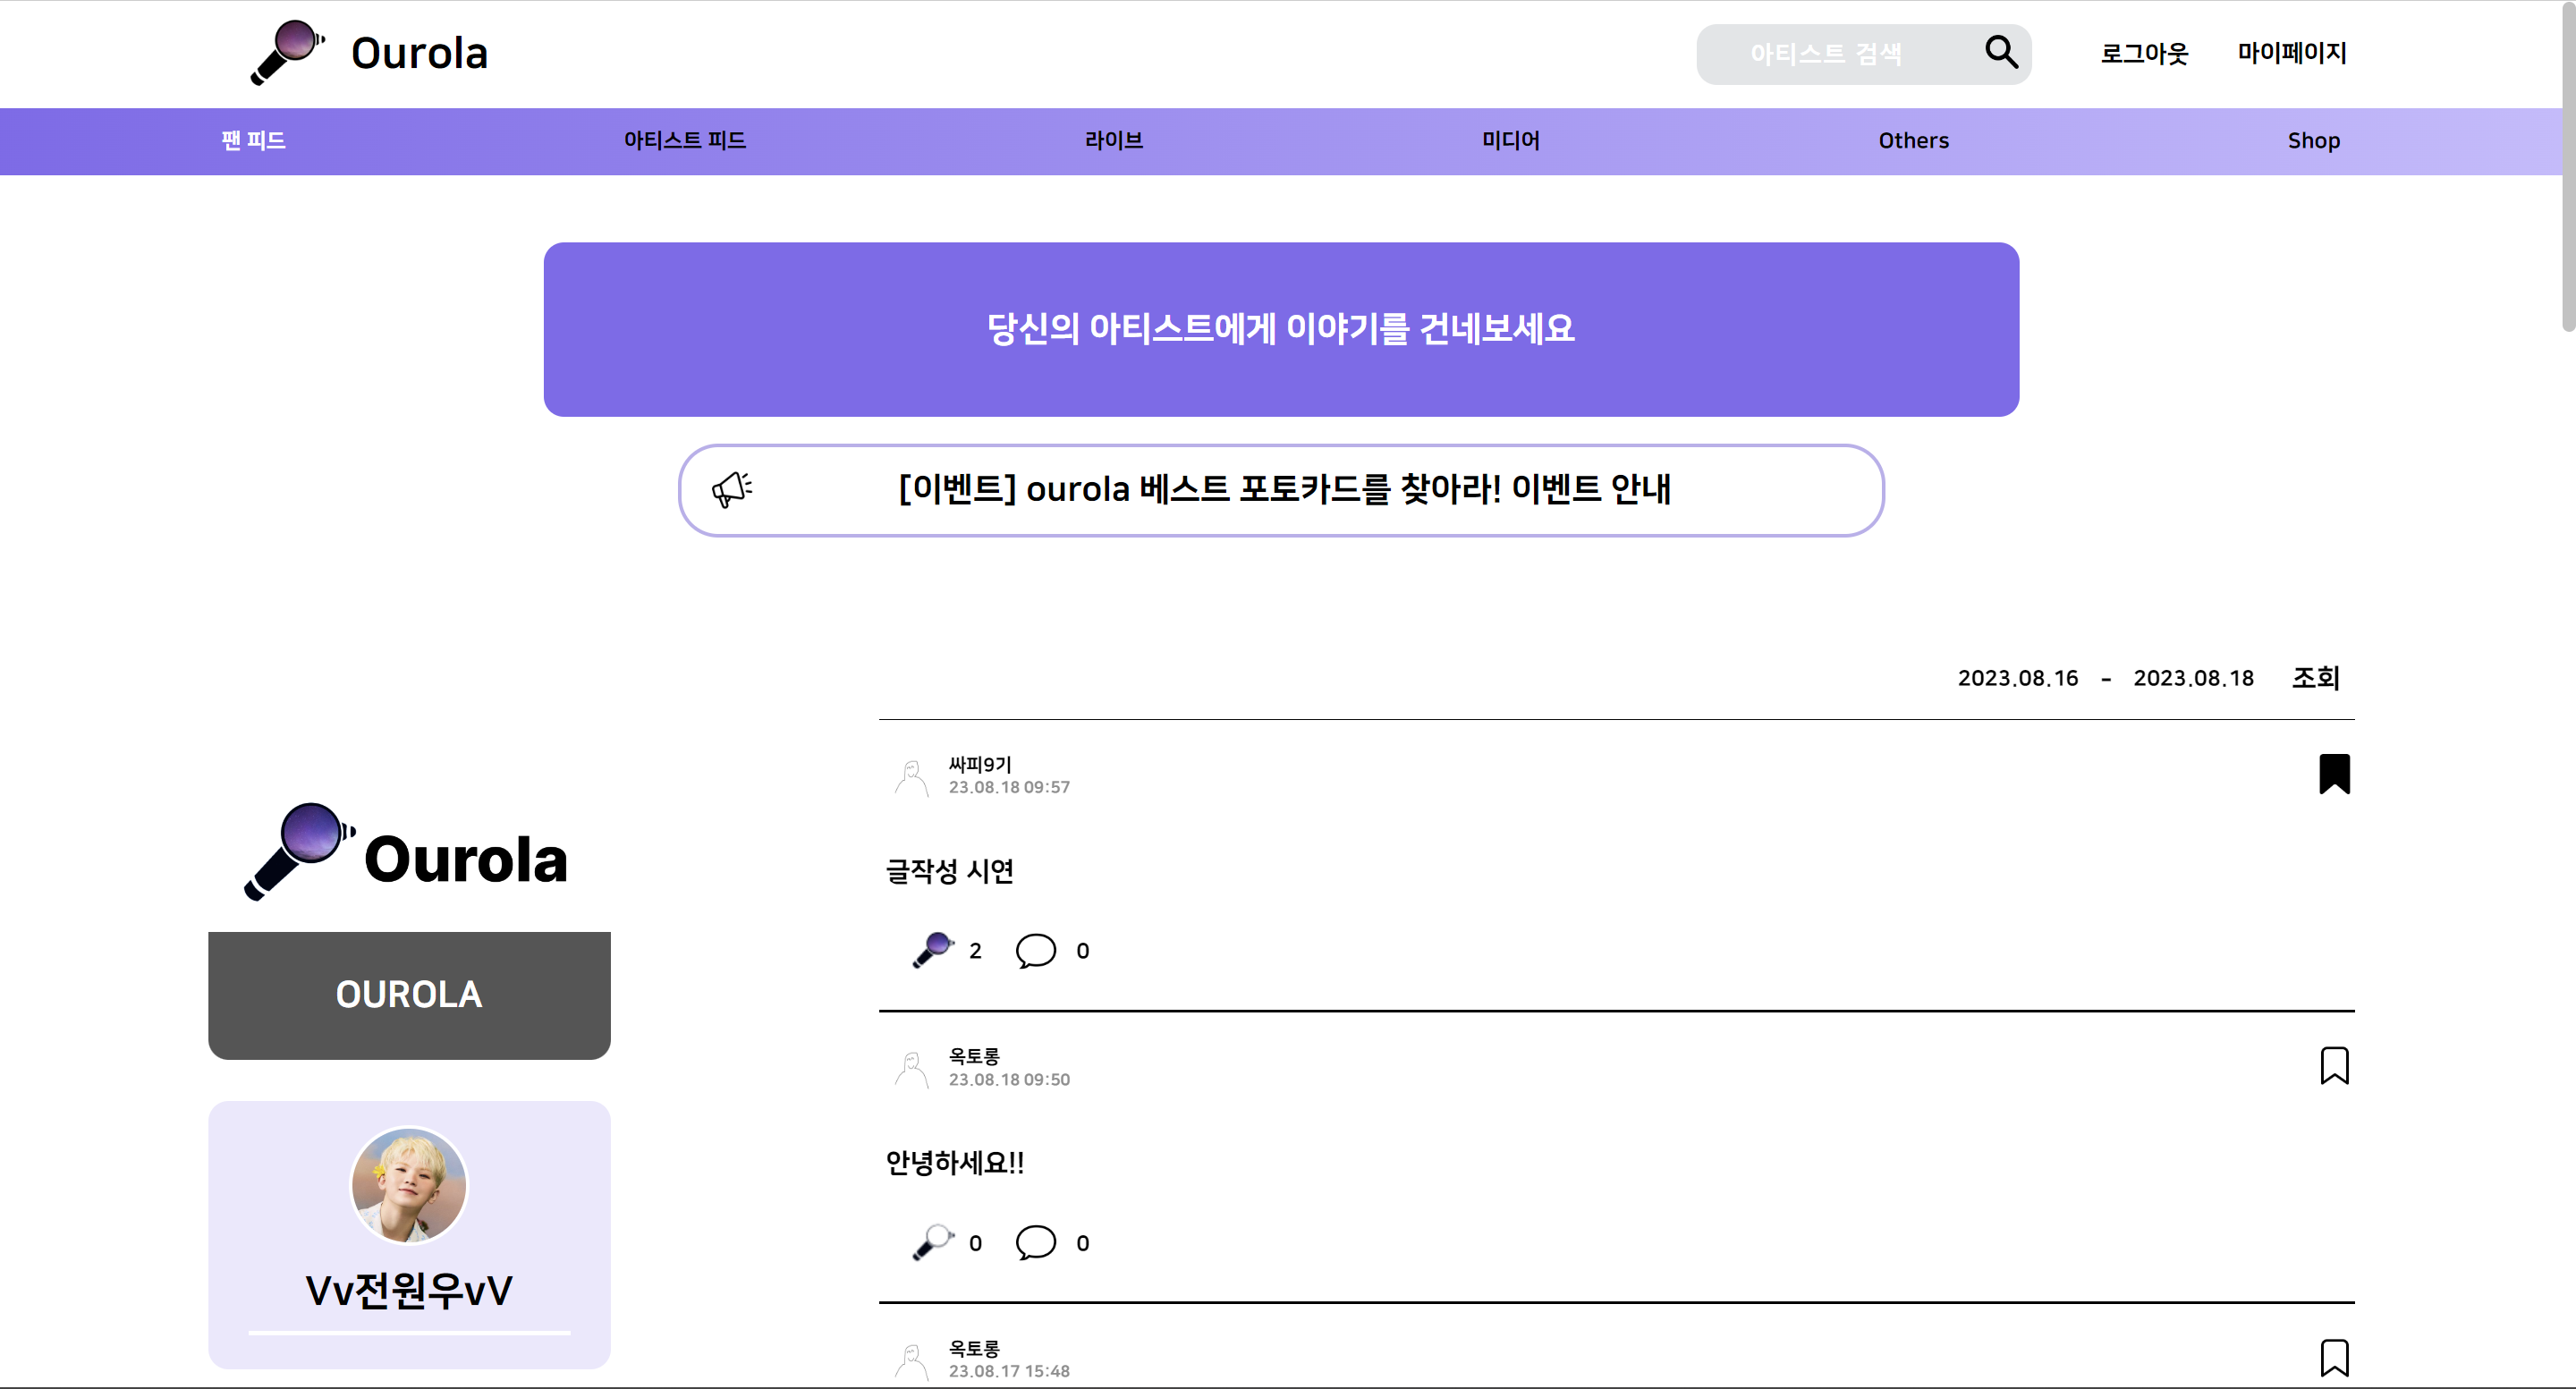 Ourola
아티스트 검색
로그아웃
마이페이지
팬 피드
아티스트 피드
라이브
미디어
Others
Shop
당신의 아티스트에게 이야기를 건네보세요
[이벤트] ourola 베스트 포토카드를 찾아라! 이벤트 안내
2023.08.16 - 2023.08.18 조회
Ourola
OUROLA
Vv전원우vV
싸피9기
23.08.18 09:57
글작성 시연
2 0
옥토롱
23.08.18 09:50
안녕하세요!!
0 0
옥토롱
23.08.17 15:48